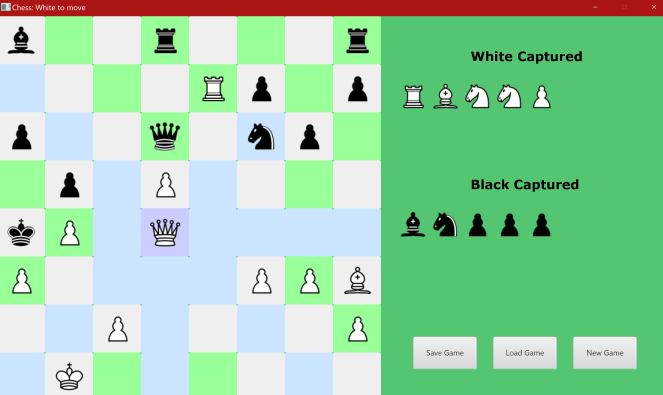 Chess: White to move
White Captured
Black Captured
Save Game
Load Game
New Game